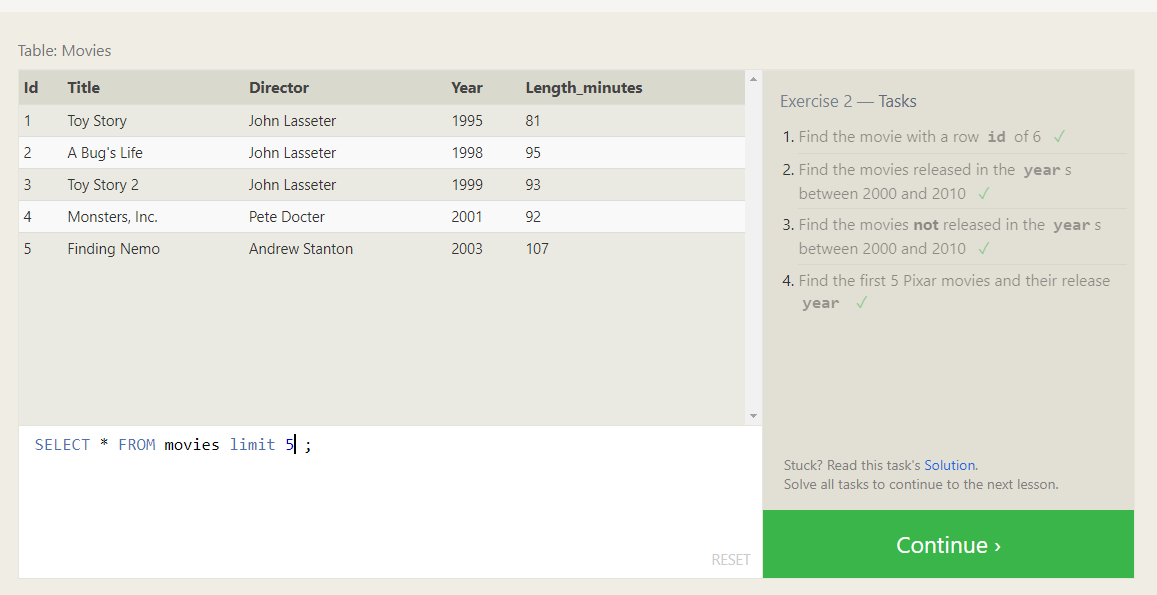 Table: Movies
Id Title Director Year Length_minutes
1 Toy Story John Lasseter 1995 81
2 A Bug's Life John Lasseter 1998 95
3 Toy Story 2 John Lasseter 1999 93
4 Monsters, Inc. Pete Docter 2001 92
5 Finding Nemo Andrew Stanton 2003 107
SELECT * FROM movies limit 5 ;
RESET
Exercise 2 — Tasks
1. Find the movie with a row id of 6 ✓
2. Find the movies released in the year s
between 2000 and 2010 ✓
3. Find the movies not released in the year s
between 2000 and 2010 ✓
4. Find the first 5 Pixar movies and their release
year ✓
Stuck? Read this task's Solution.
Solve all tasks to continue to the next lesson.
Continue ›